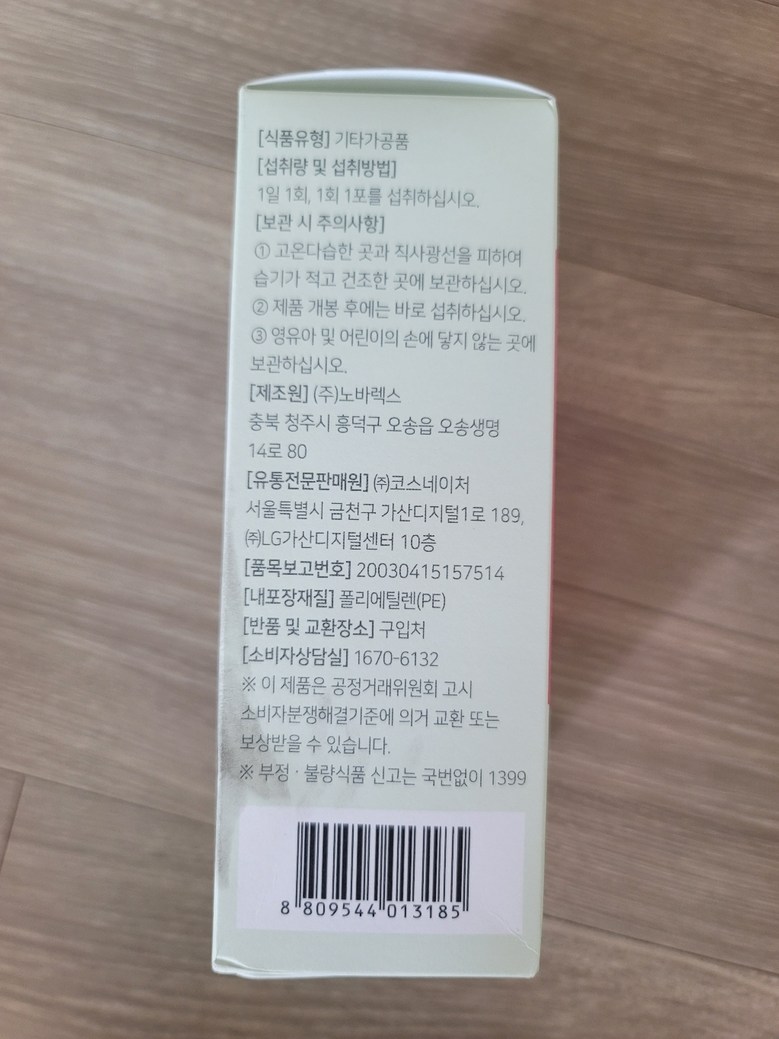 [식품유형] 기타가공품
[섭취량 및 섭취방법]
1일 1회, 1회 1포를 섭취하십시오.
[보관 시 주의사항]
① 고온다습한 곳과 직사광선을 피하여
습기가 적고 건조한 곳에 보관하십시오.
② 제품 개봉 후에는 바로 섭취하십시오.
③ 영유아 및 어린이의 손에 닿지 않는 곳에
보관하십시오.
[제조원] (주)노바렉스
충북 청주시 흥덕구 오송읍 오송생명
14로 80
[유통전문판매원] ㈜코스네이처
서울특별시 금천구 가산디지털1로 189,
㈜LG가산디지털센터 10층
[품목보고번호] 20030415157514
[내포장재질] 폴리에틸렌(PE)
[반품 및 교환장소] 구입처
[소비자상담실] 1670-6132
※ 이 제품은 공정거래위원회 고시
소비자분쟁해결기준에 의거 교환 또는
보상받을 수 있습니다.
※ 부정 · 불량식품 신고는 국번없이 1399
8 809544 013185